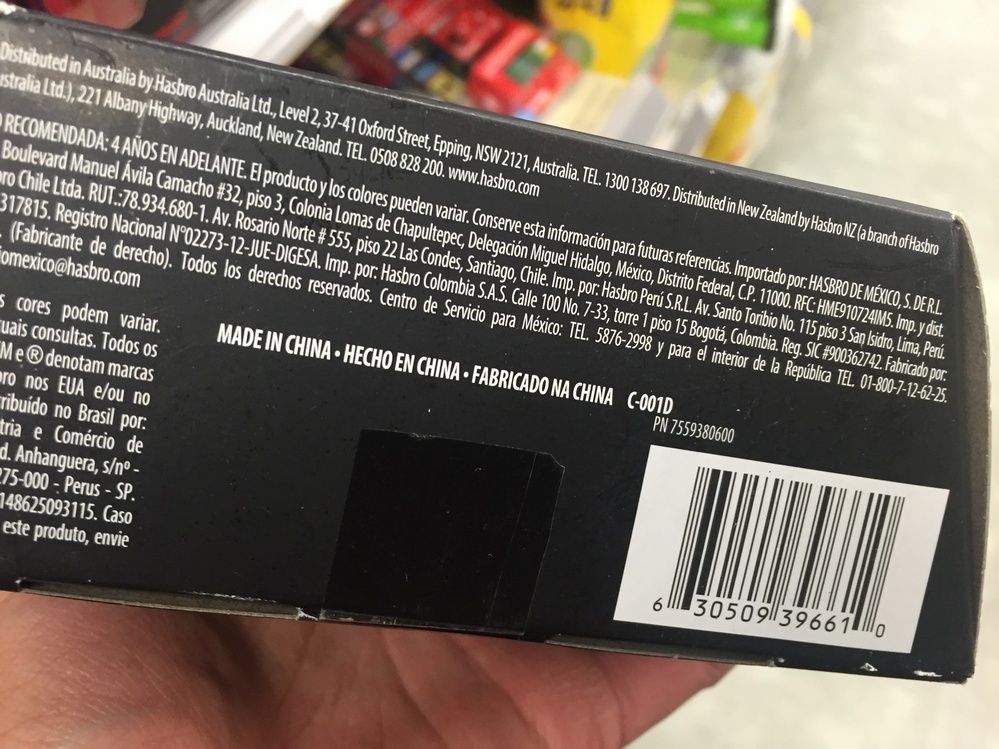 Distributed in Australia by Hasbro Australia Ltd., Level 2, 37-41 Oxford Street, Epping, NSW 2121, Australia. TEL. 1300 138 697. Distributed in New Zealand by Hasbro NZ (a branch of Hasbro
Australia Ltd.), 221 Albany Highway, Auckland, New Zealand. TEL. 0508 828 200. www.hasbro.com
RECOMENDADA: 4 AÑOS EN ADELANTE. El producto y los colores pueden variar. Conserve esta información para futuras referencias. Importado por: HASBRO DE MÉXICO, S. DE R.L.
Boulevard Manuel Ávila Camacho #32, piso 3, Colonia Lomas de Chapultepec, Delegación Miguel Hidalgo, México, Distrito Federal, C.P. 11000. RFC: HME910724IM5. Imp. y dist.
Chile Ltda. RUT.:78.934.680-1. Av. Rosario Norte # 555, piso 22 Las Condes, Santiago, Chile. Imp. por: Hasbro Perú S.R.L. Av. Santo Toribio No. 115 piso 3 San Isidro, Lima, Perú.
317815. Registro Nacional N°02273-12-JUE-DIGESA. Imp. por: Hasbro Colombia S.A.S. Calle 100 No. 7-33, torre 1 piso 15 Bogotá, Colombia. Reg. SIC #900362742. Fabricado por:
(Fabricante de derecho). Todos los derechos reservados. Centro de Servicio para México: TEL. 5876-2998 y para el interior de la República TEL. 01-800-7-12-62-25.
iomexico@hasbro.com
s cores podem variar.
uais consultas. Todos os
M e ® denotam marcas
bro nos EUA e/ou no
ribuído no Brasil por:
tria e Comércio de
d. Anhanguera, s/nº -
275-000 - Perus - SP.
148625093115. Caso
este produto, envie
MADE IN CHINA • HECHO EN CHINA • FABRICADO NA CHINA C-001D
PN 7559380600
6 30509 39661 0